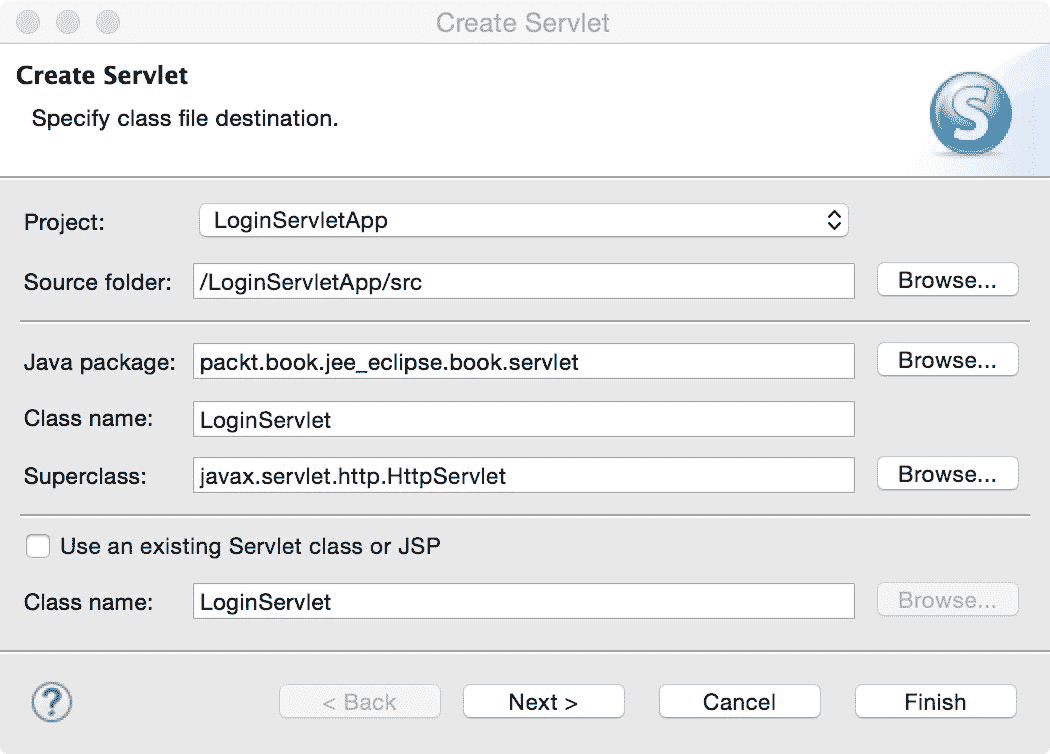 Create Servlet
Create Servlet
Specify class file destination.
S
Project: LoginServletApp
Source folder: /LoginServletApp/src Browse...
Java package: packt.book.jee_eclipse.book.servlet Browse...
Class name: LoginServlet
Superclass: javax.servlet.http.HttpServlet Browse...
Use an existing Servlet class or JSP
Class name: LoginServlet Browse...
? < Back Next > Cancel Finish